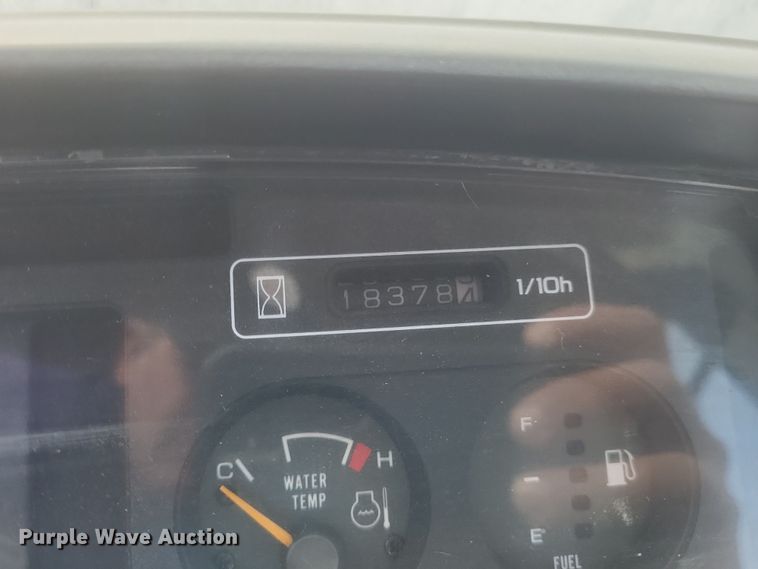 18378 1/10h
C H
WATER
TEMP
F
E
FUEL
Purple Wave Auction